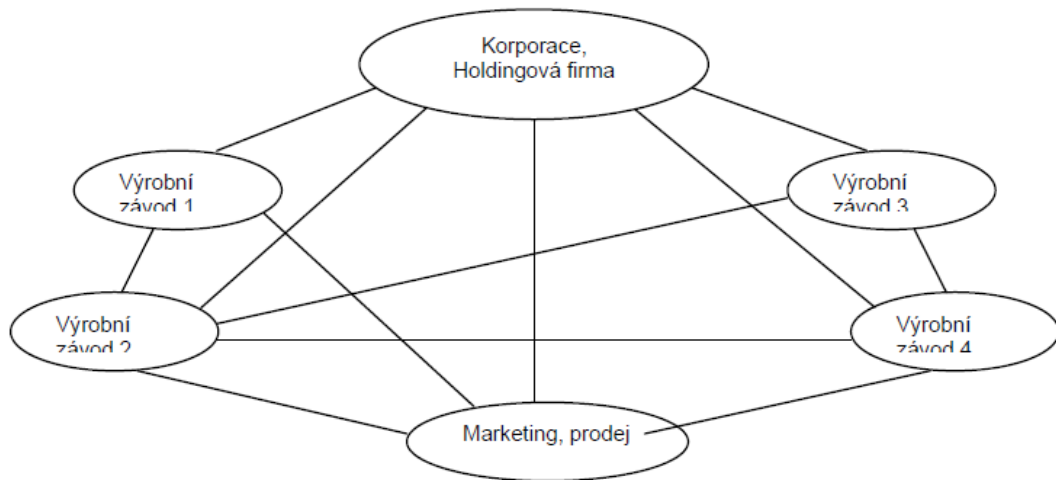 Korporace,
Holdingová firma
Výrobní
závod 1
Výrobní
závod 3
Výrobní
závod 2
Výrobní
závod 4
Marketing, prodej